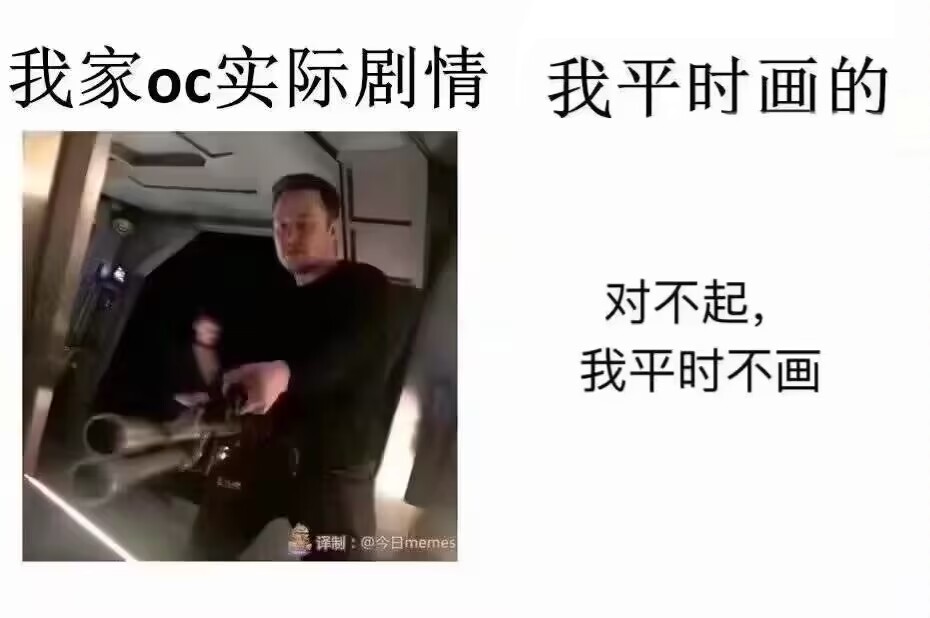 我家oc实际剧情
我平时画的
对不起，
我平时不画
译制：@今日memes